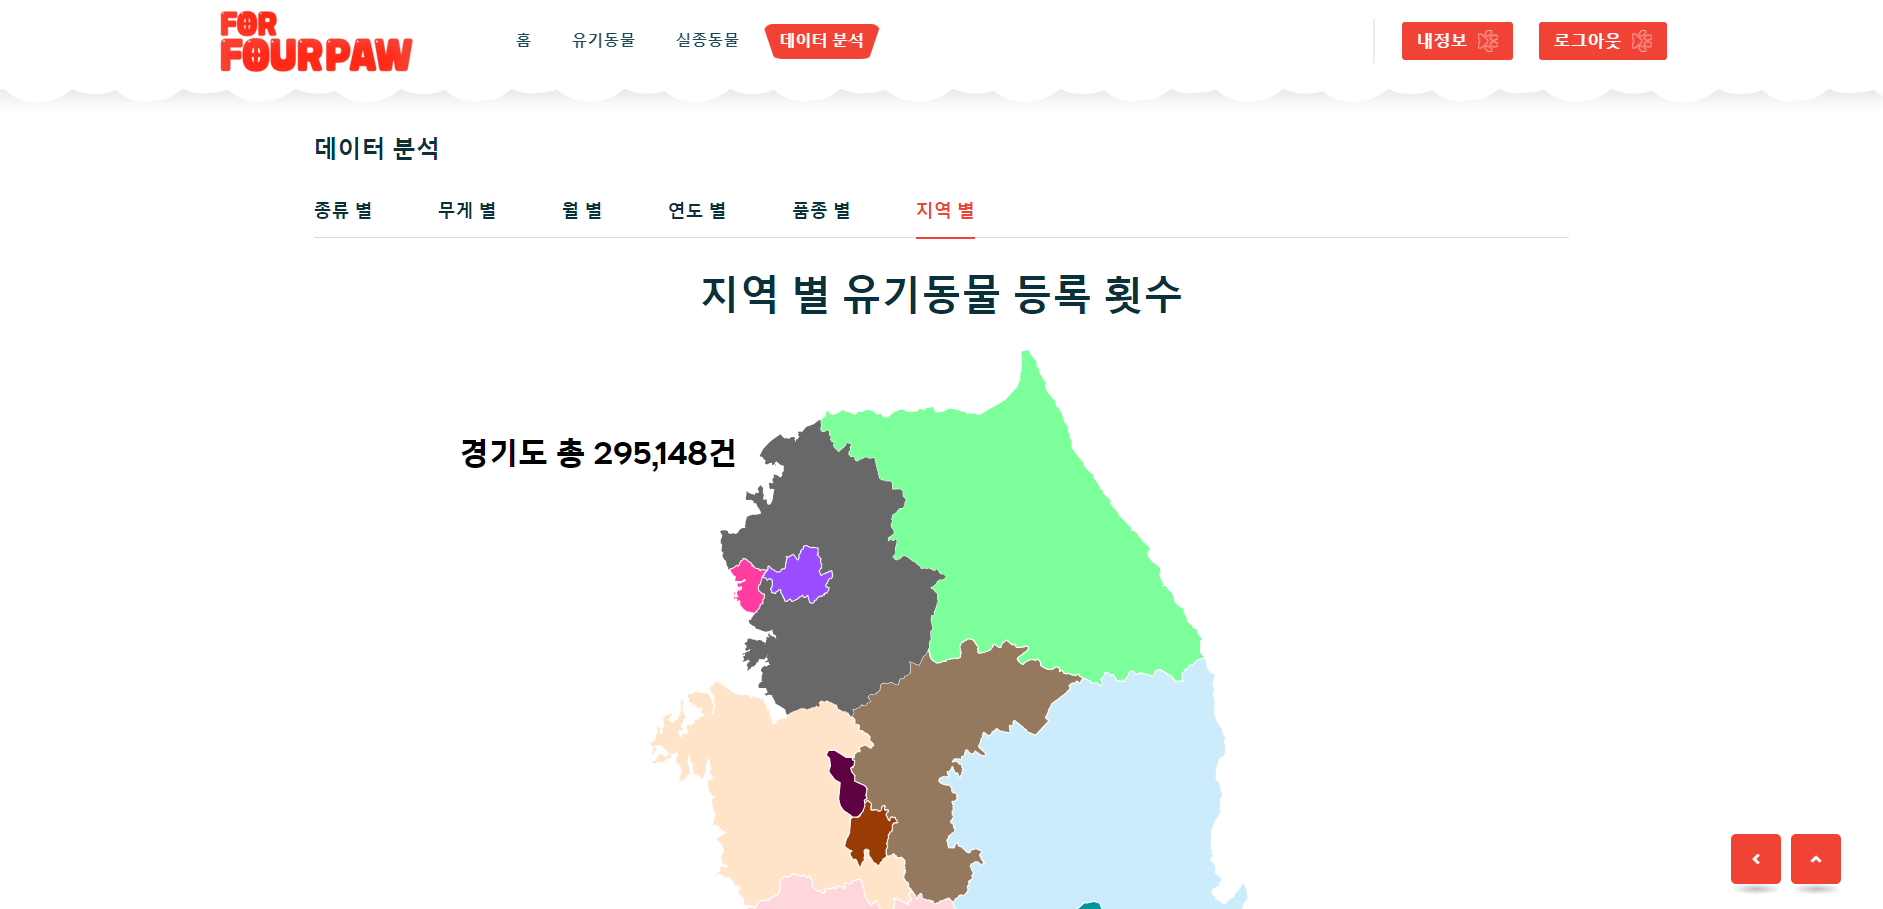 FOR
FOURPAW
홈 유기동물 실종동물 데이터 분석 내정보 로그아웃
데이터 분석
종류 별 무게 별 월 별 연도 별 품종 별 지역 별
지역 별 유기동물 등록 횟수
경기도 총 295,148건